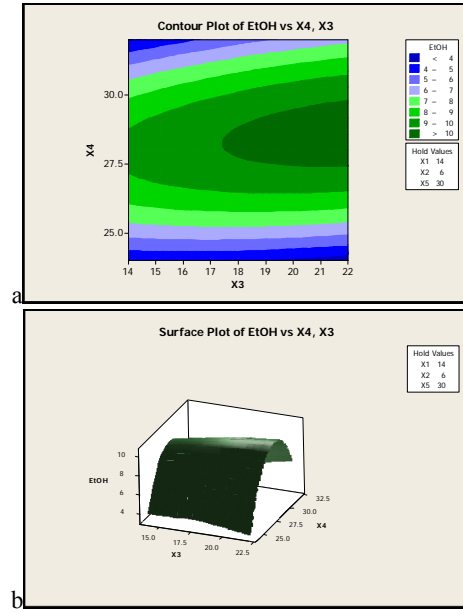 Contour Plot of EtOH vs X4, X3
EtOH
< 4
4 – 5
5 – 6
6 – 7
7 – 8
8 – 9
9 – 10
> 10
Hold Values
X1 14
X2 6
X5 30
30.0
27.5
25.0
X4
14 15 16 17 18 19 20 21 22
X3
a
Surface Plot of EtOH vs X4, X3
Hold Values
X1 14
X2 6
X5 30
10
8
6
4
EtOH
15.0
17.5
20.0
22.5
X3
32.5
30.0
27.5
25.0
X4
b